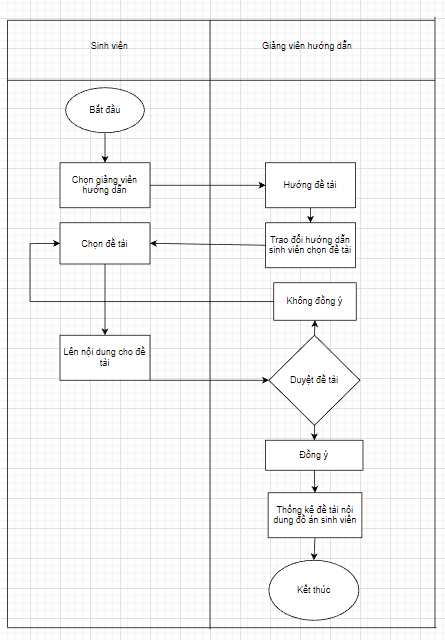 Sinh viên
Giảng viên hướng dẫn
Bắt đầu
Chọn giảng viên
hướng dẫn
Hướng đề tài
Chọn đề tài
Trao đổi hướng dẫn
sinh viên chọn đề tài
Không đồng ý
Lên nội dung cho đề
tài
Duyệt đề tài
Đồng ý
Thống kê đề tài nội
dung đồ án sinh viên
Kết thúc